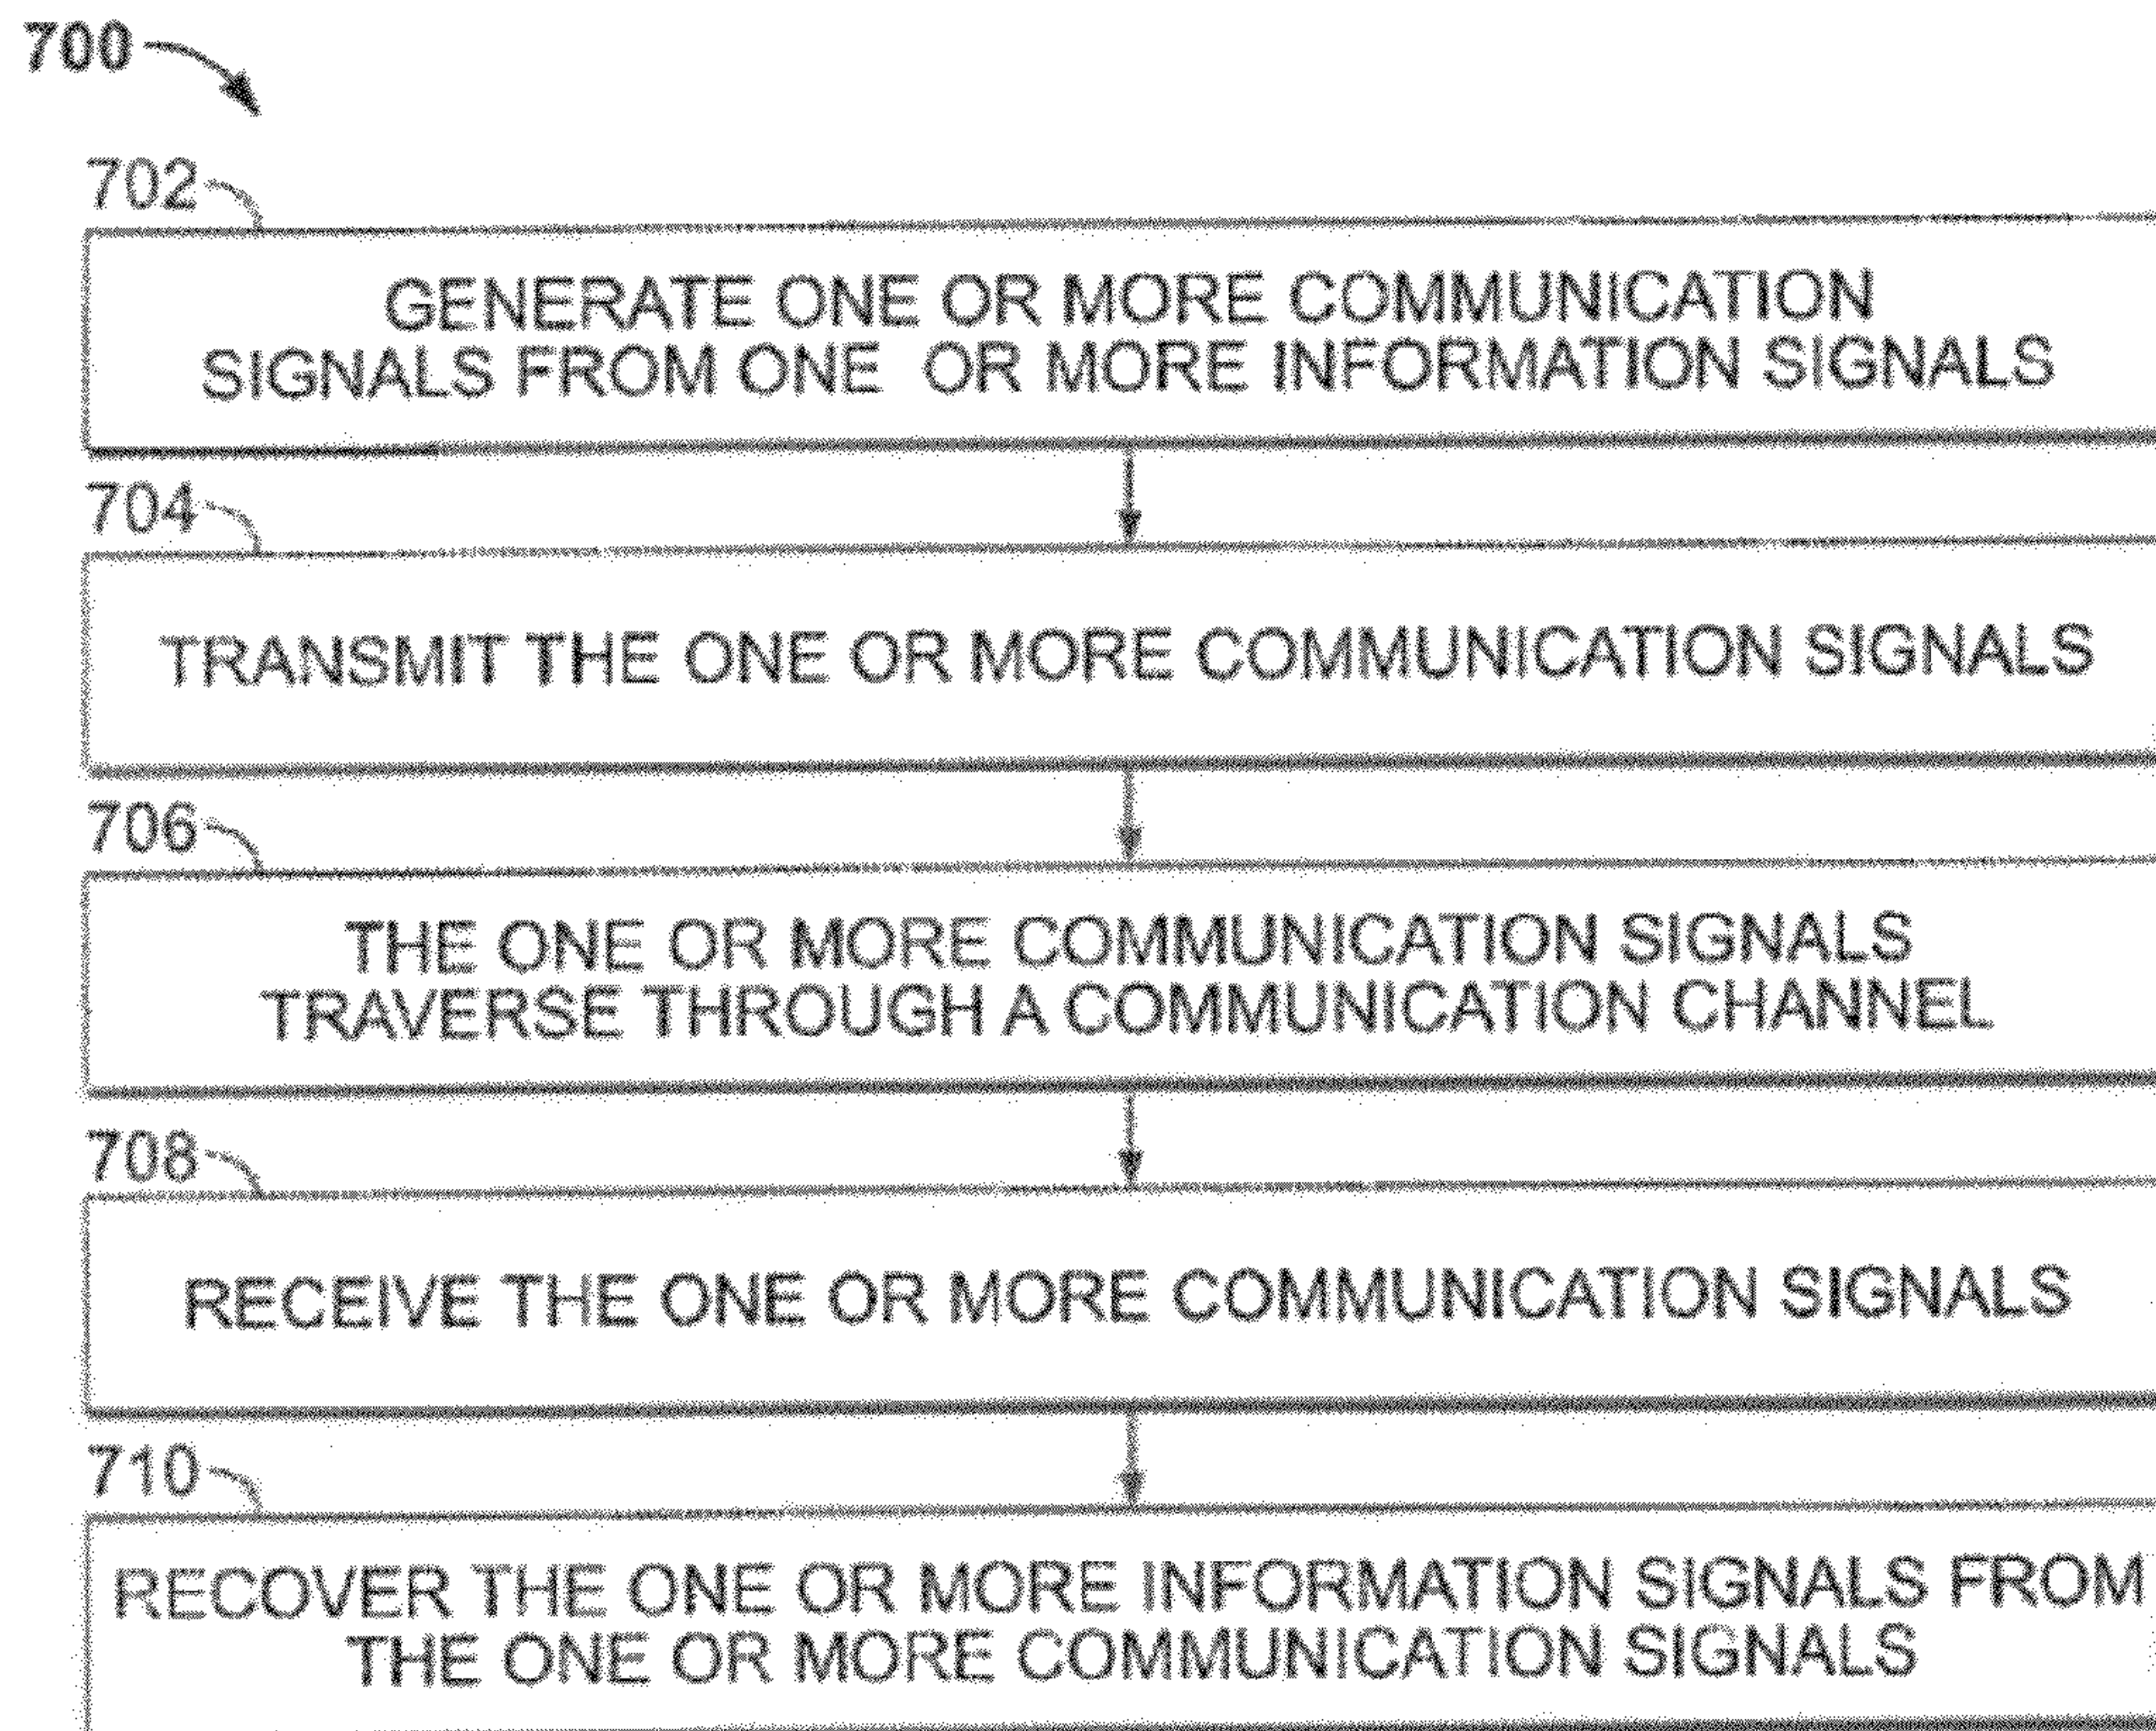 700
702
GENERATE ONE OR MORE COMMUNICATION
SIGNALS FROM ONE OR MORE INFORMATION SIGNALS
704
TRANSMIT THE ONE OR MORE COMMUNICATION SIGNALS
706
THE ONE OR MORE COMMUNICATION SIGNALS
TRAVERSE THROUGH A COMMUNICATION CHANNEL
708
RECEIVE THE ONE OR MORE COMMUNICATION SIGNALS
710
RECOVER THE ONE OR MORE INFORMATION SIGNALS FROM
THE ONE OR MORE COMMUNICATION SIGNALS